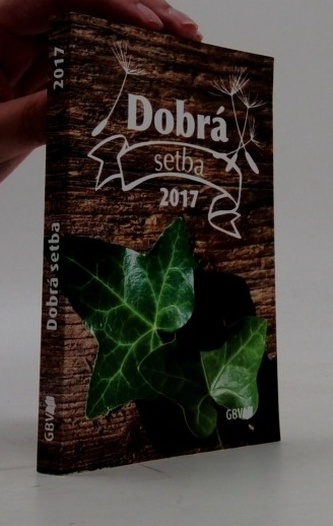 2017
Dobrá setba
GBV
Dobrá
setba
2017
GBV